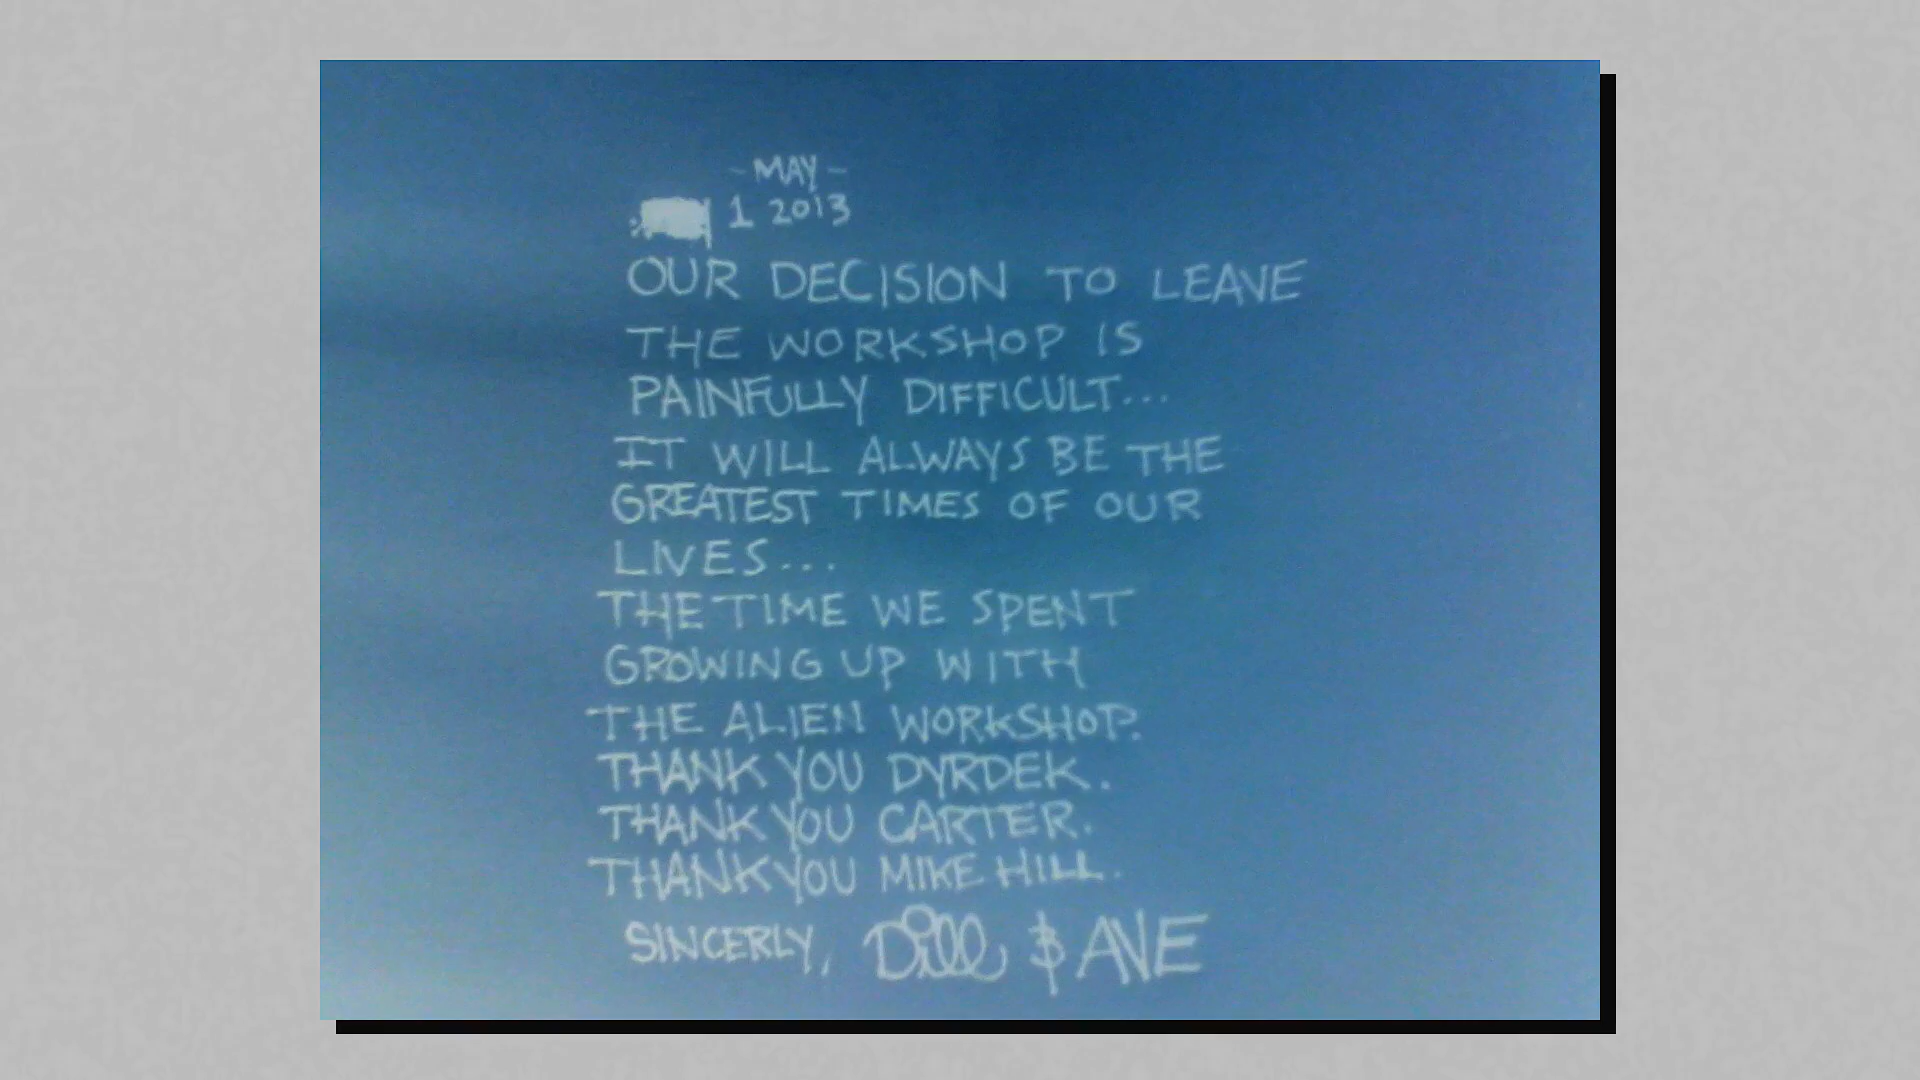 - MAY -
1 2013
OUR DECISION TO LEAVE
THE WORKSHOP IS
PAINFULLY DIFFICULT...
IT WILL ALWAYS BE THE
GREATEST TIMES OF OUR
LIVES...
THE TIME WE SPENT
GROWING UP WITH
THE ALIEN WORKSHOP.
THANK YOU DYRDEK.
THANK YOU CARTER.
THANK YOU MIKE HILL.
SINCERLY, Dill & AVE